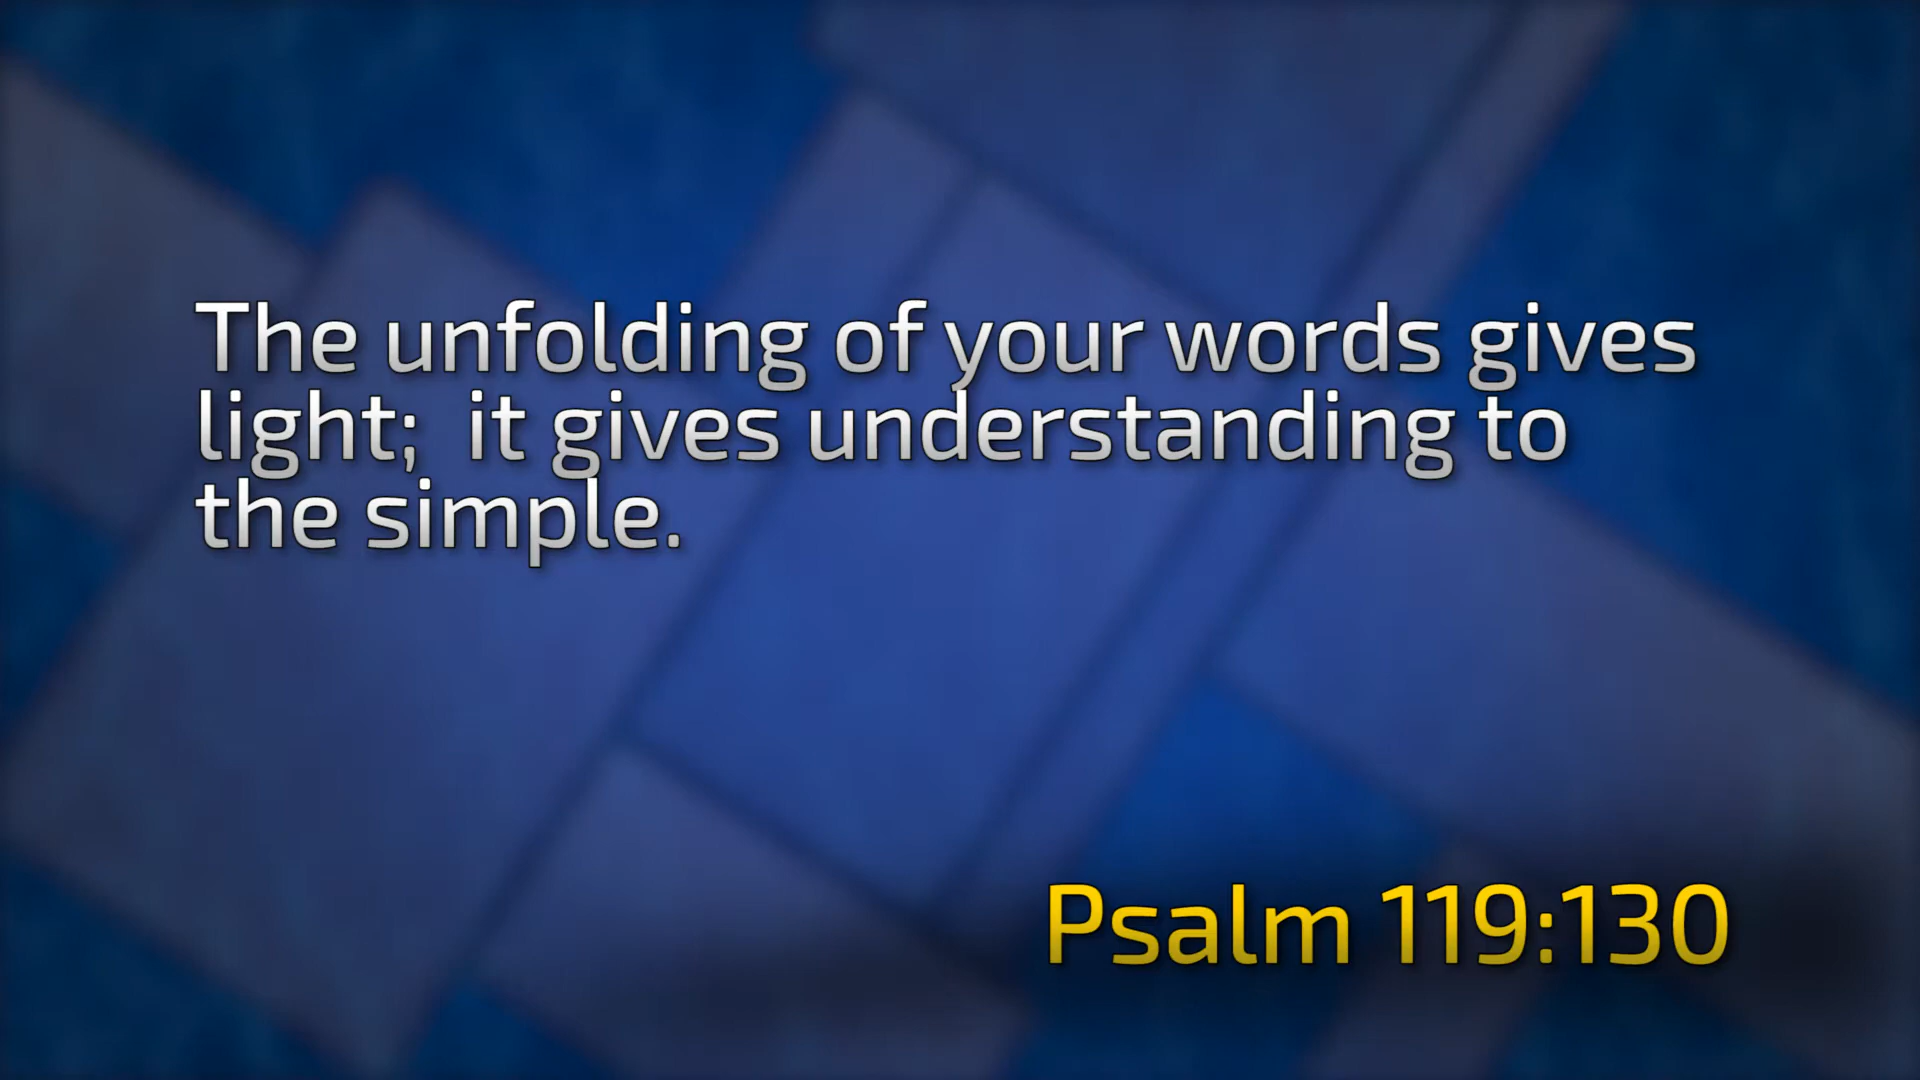 The unfolding of your words gives
light;  it gives understanding to
the simple.
Psalm 119:130